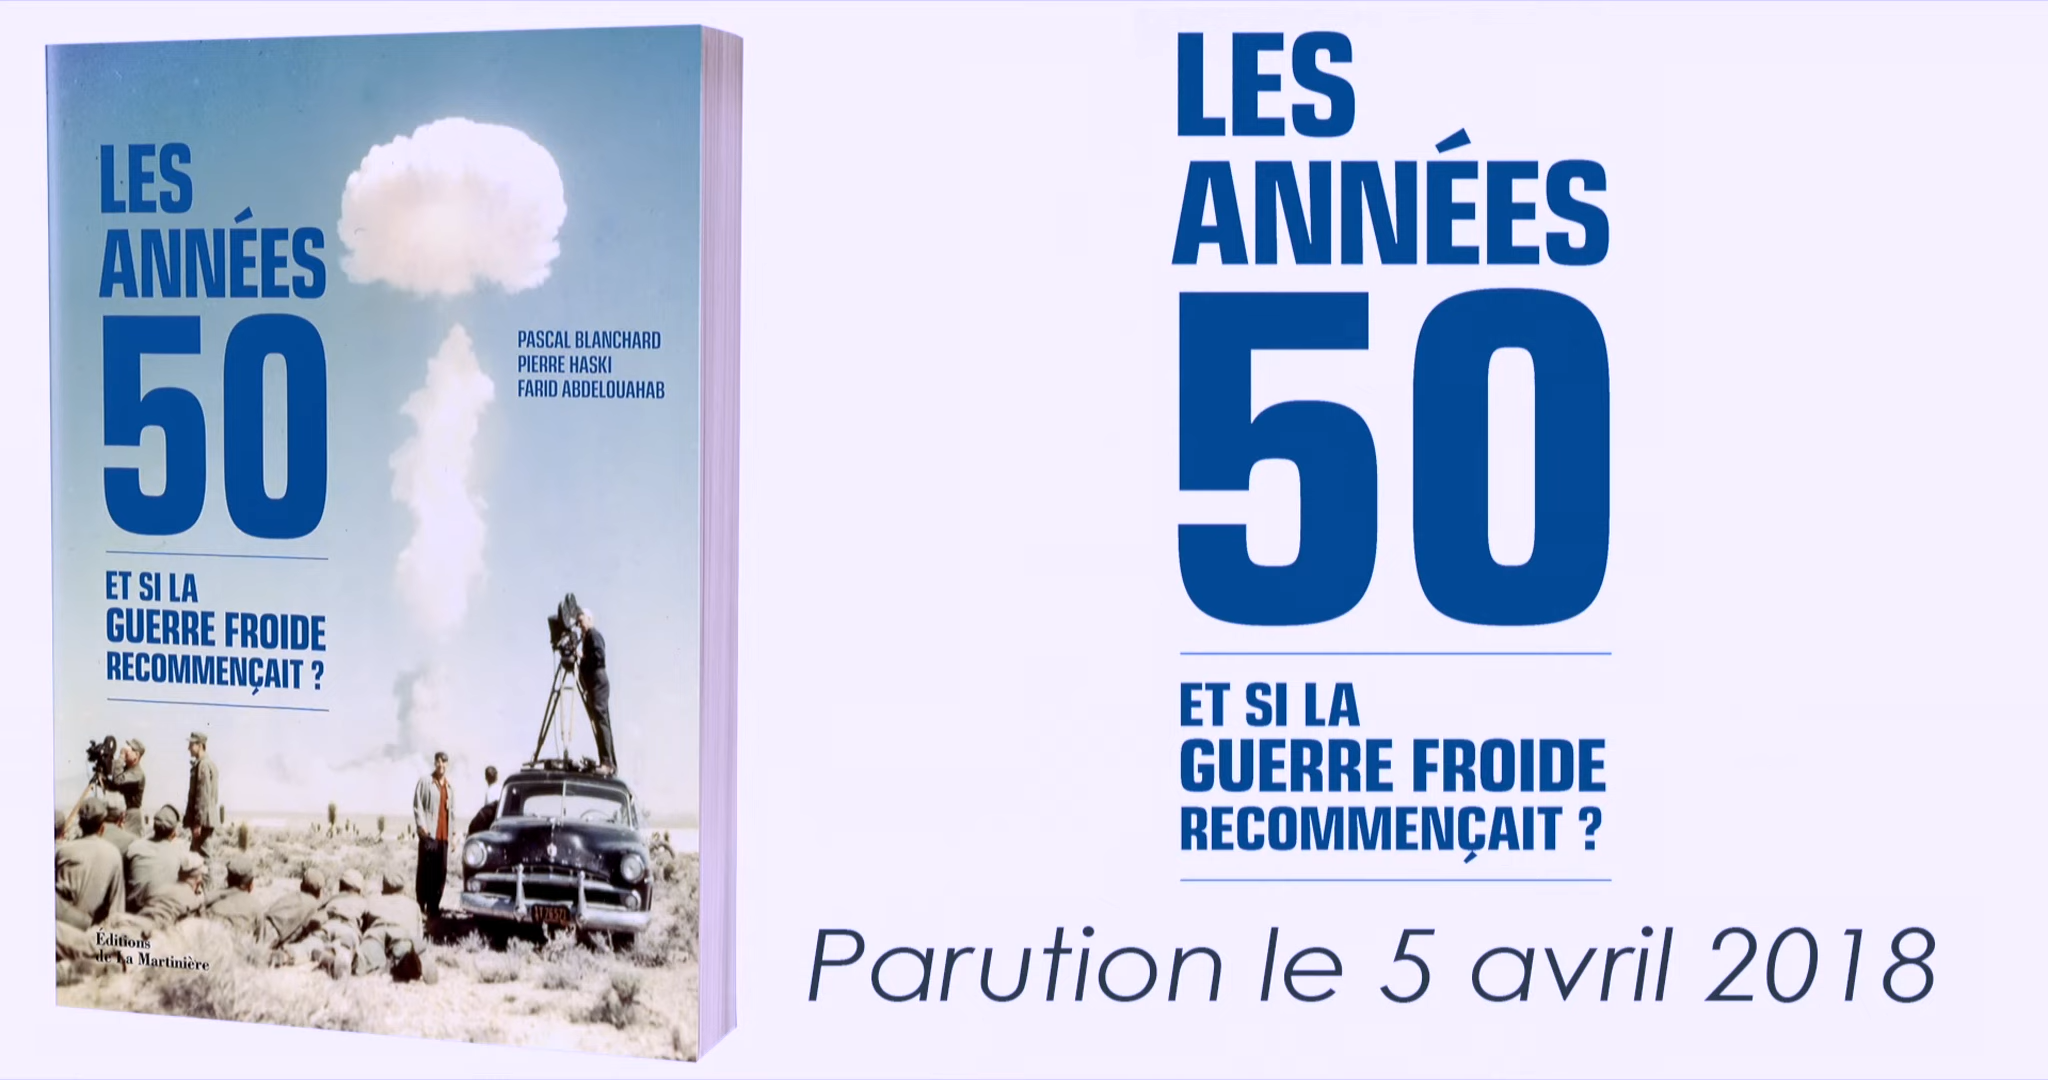 LES
ANNÉES
50
PASCAL BLANCHARD
PIERRE HASKI
FARID ABDELOUAHAB
ET SI LA
GUERRE FROIDE
RECOMMENÇAIT ?
Éditions
de La Martinière
LES
ANNÉES
50
ET SI LA
GUERRE FROIDE
RECOMMENÇAIT ?
Parution le 5 avril 2018